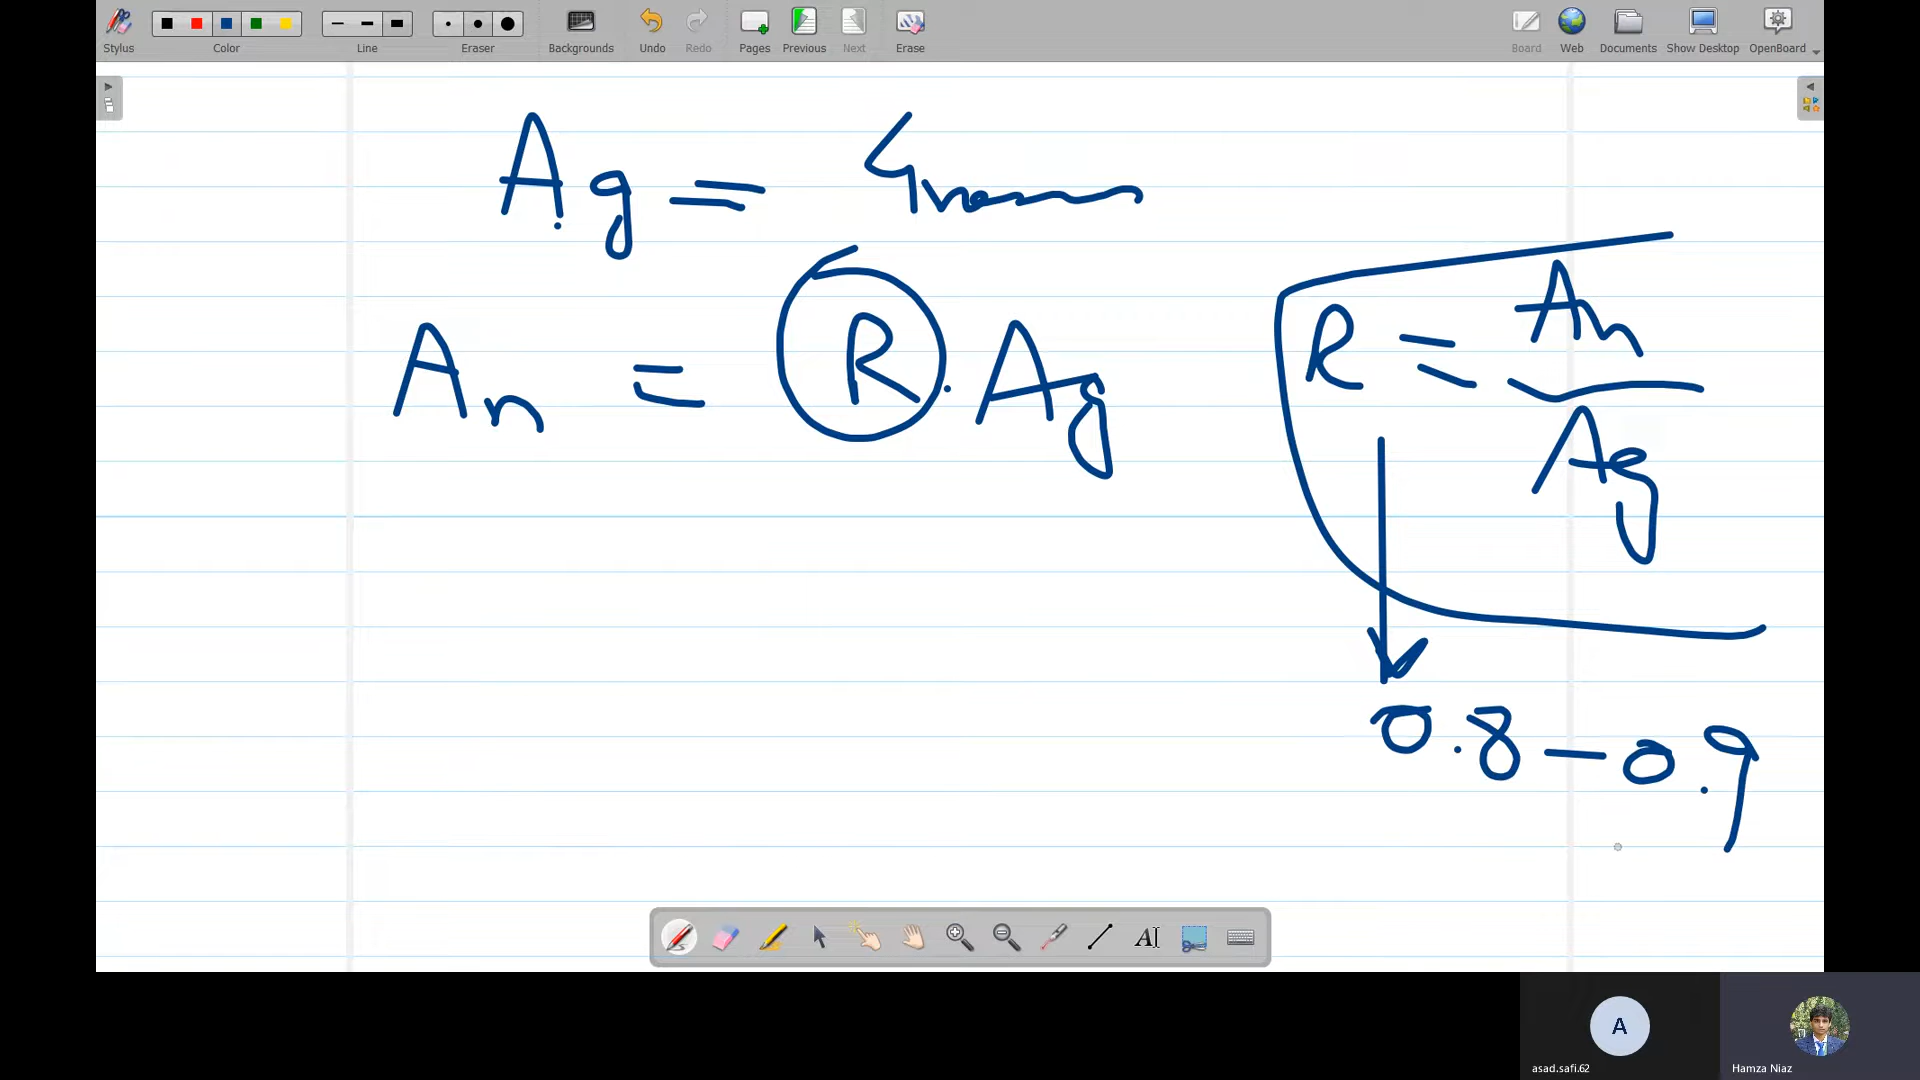 Stylus
Color
Line
Eraser
Backgrounds
Undo
Redo
Pages
Previous
Next
Erase
Board
Web
Documents
Show Desktop
OpenBoard
Ag =
An = R . Ag
R = An / Ag
0.8 - 0.9
A
asad.safi.62
Hamza Niaz